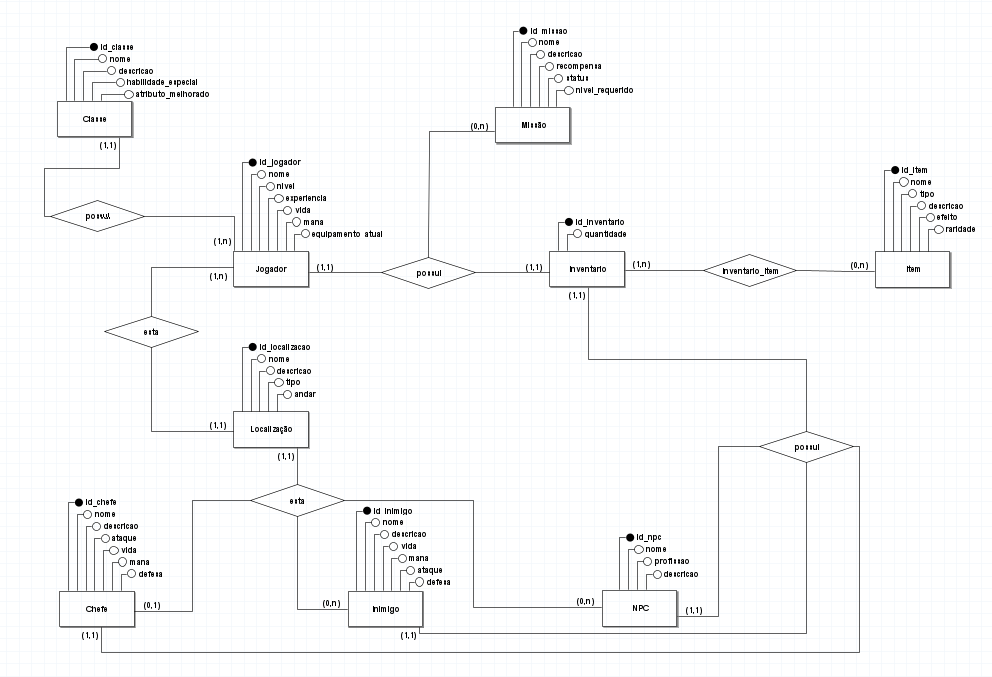 id_classe
nome
descricao
habilidade_especial
atributo_melhorado
Classe
(1,1)
possui
id_missao
nome
descricao
recompensa
status
nivel_requerido
(0,n)
Missão
id_jogador
nome
nivel
experiencia
vida
mana
equipamento atual
(1,n)
Jogador
(1,1)
(1,n)
possui
id_inventario
quantidade
(1,1)
Inventario
(1,n)
(1,1)
inventario_item
id_item
nome
tipo
descricao
efeito
raridade
(0,n)
Item
esta
id_localizacao
nome
descricao
tipo
andar
(1,1)
Localização
(1,1)
esta
possui
id_chefe
nome
descricao
ataque
vida
mana
defesa
Chefe
(0,1)
(1,1)
id_inimigo
nome
descricao
vida
mana
ataque
defesa
(0,n)
Inimigo
(1,1)
id_npc
nome
profissao
descricao
(0,n)
NPC
(1,1)